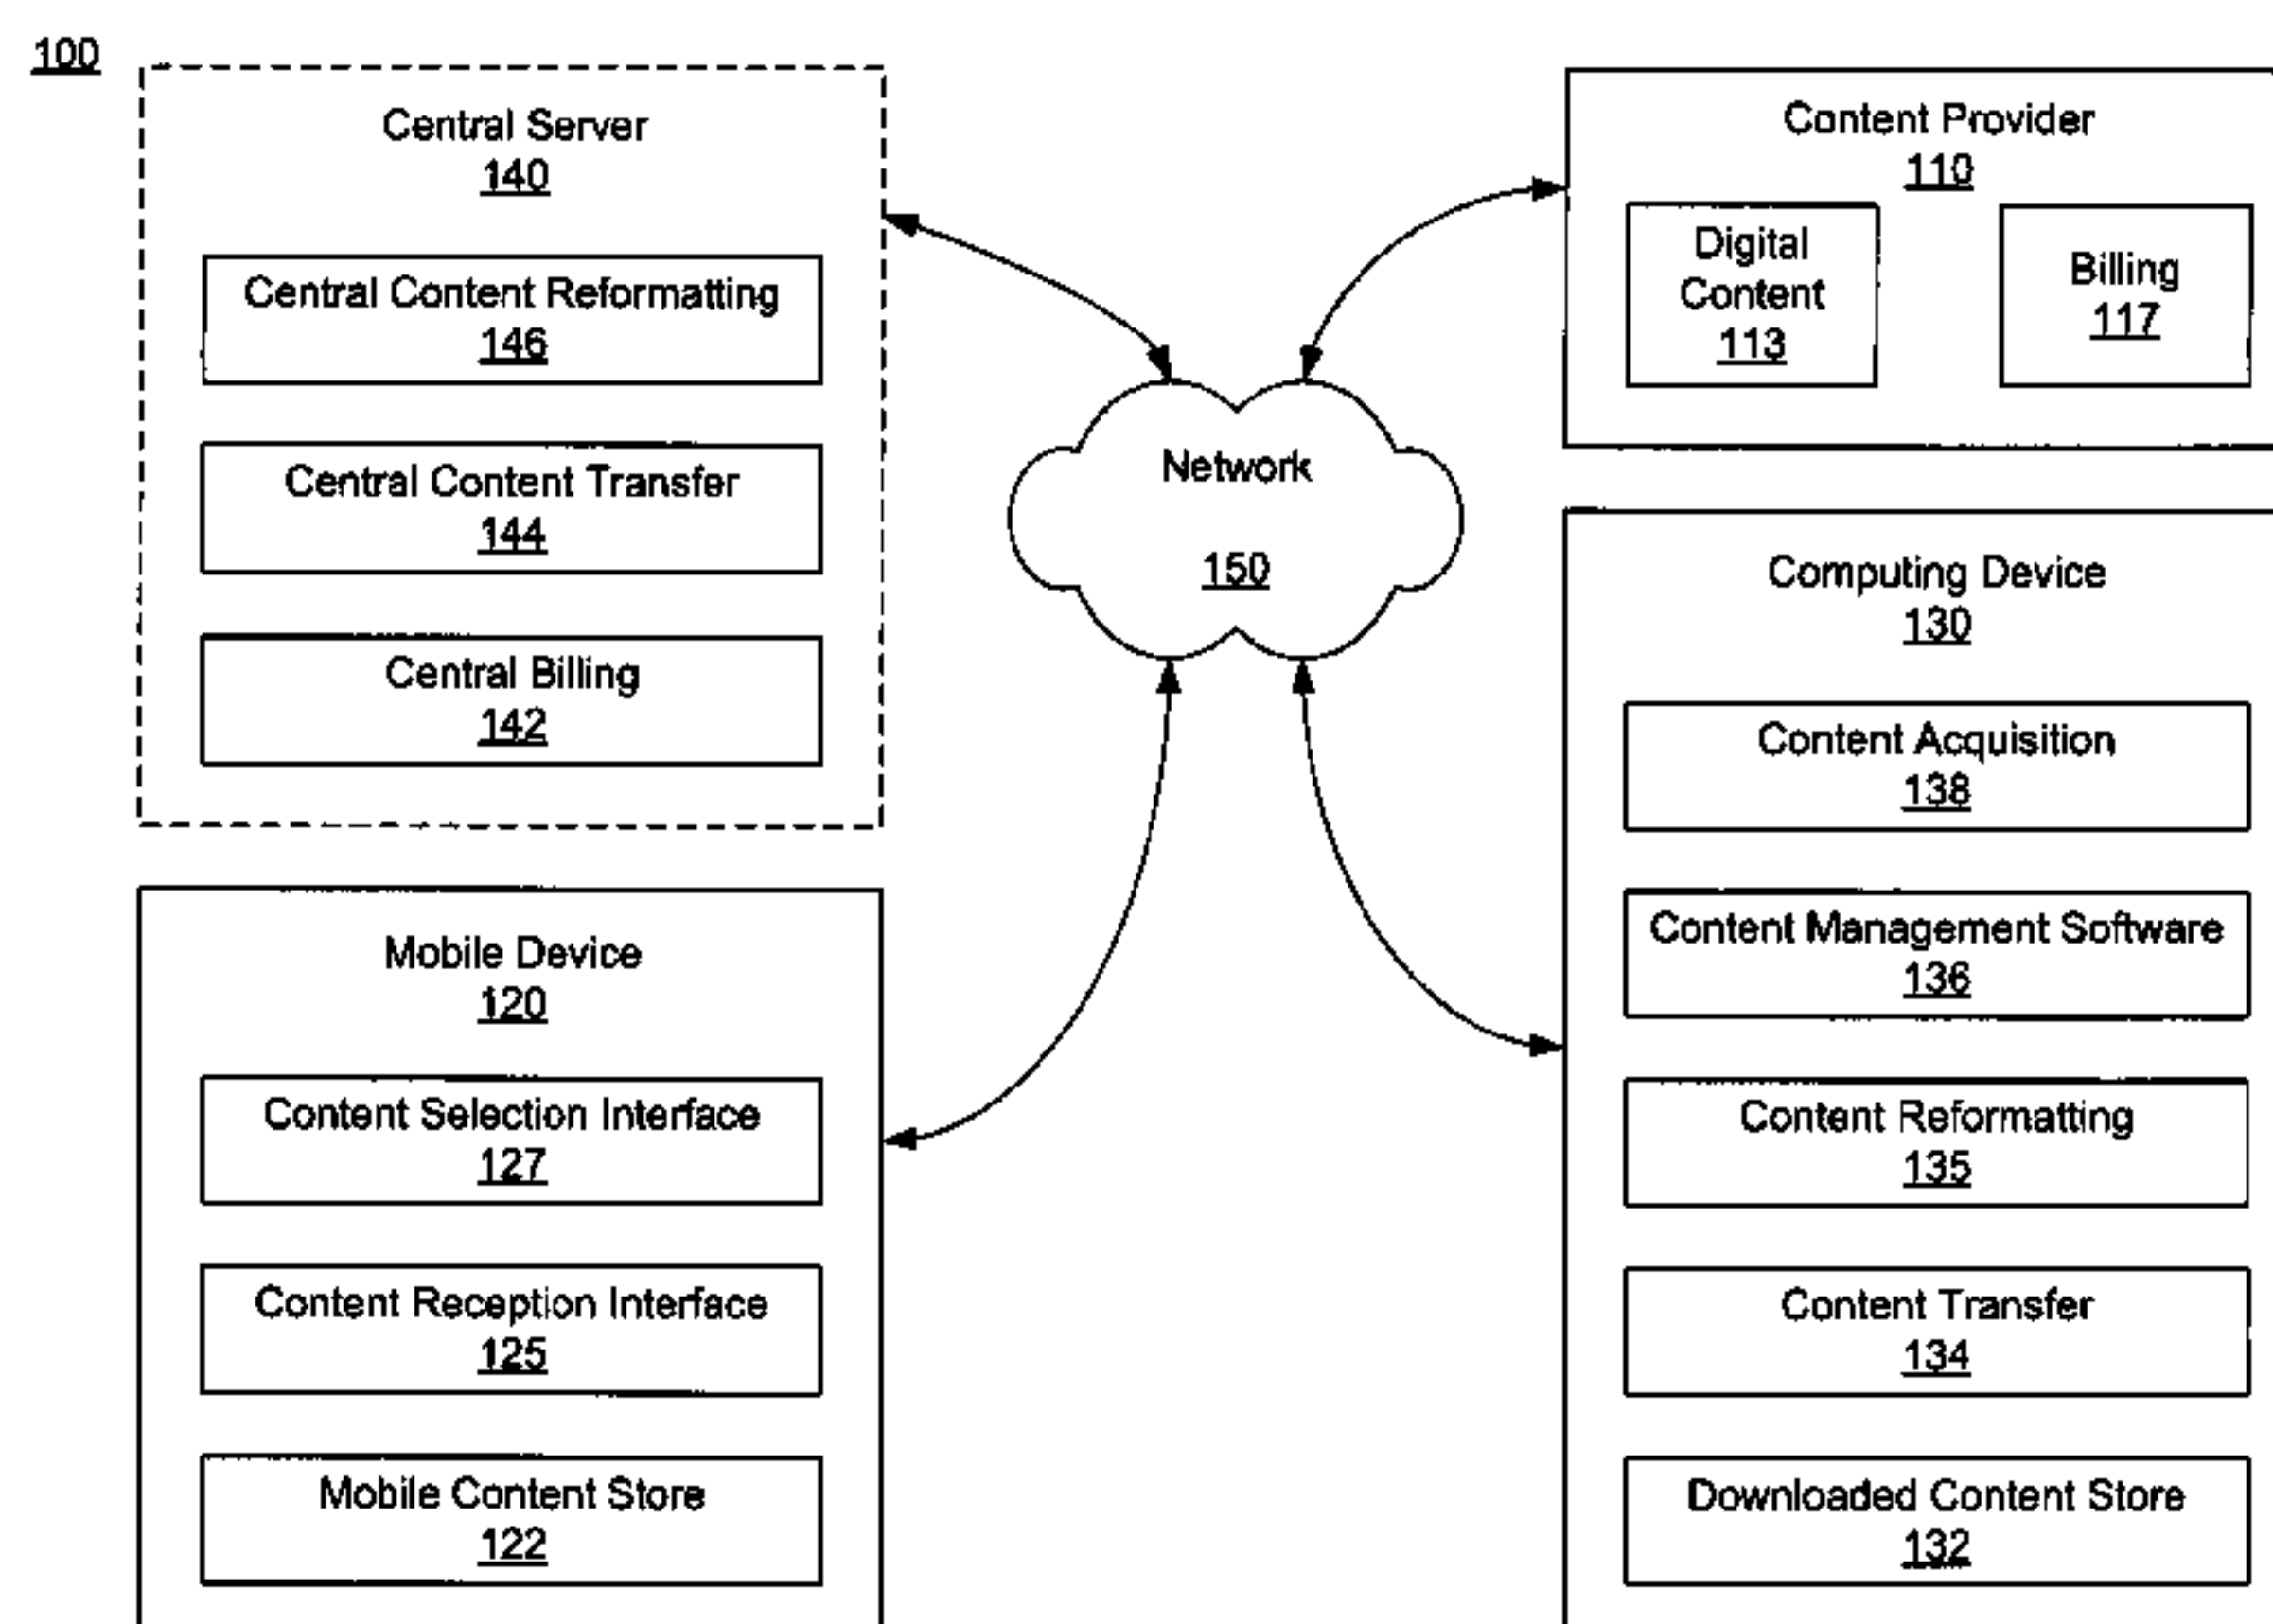 100
Central Server
140
Central Content Reformatting
146
Central Content Transfer
144
Central Billing
142
Content Provider
110
Digital
Content
113
Billing
117
Network
150
Computing Device
130
Content Acquisition
138
Content Management Software
136
Content Reformatting
135
Content Transfer
134
Downloaded Content Store
132
Mobile Device
120
Content Selection Interface
127
Content Reception Interface
125
Mobile Content Store
122